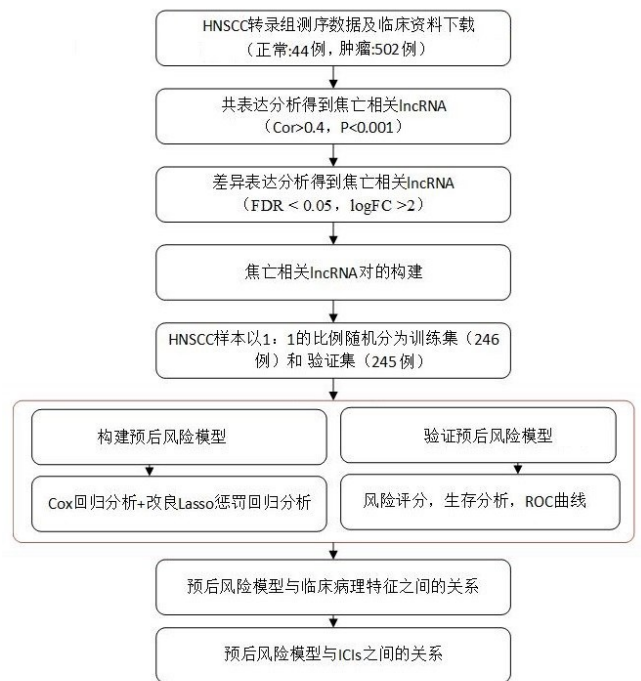 HNSCC转录组测序数据及临床资料下载
（正常:44例，肿瘤:502例）
共表达分析得到焦亡相关lncRNA
（Cor>0.4，P<0.001）
差异表达分析得到焦亡相关lncRNA
（FDR < 0.05，logFC >2）
焦亡相关lncRNA对的构建
HNSCC样本以1：1的比例随机分为训练集（246
例）和 验证集（245例）
构建预后风险模型
Cox回归分析+改良Lasso惩罚回归分析
验证预后风险模型
风险评分，生存分析，ROC曲线
预后风险模型与临床病理特征之间的关系
预后风险模型与ICIs之间的关系